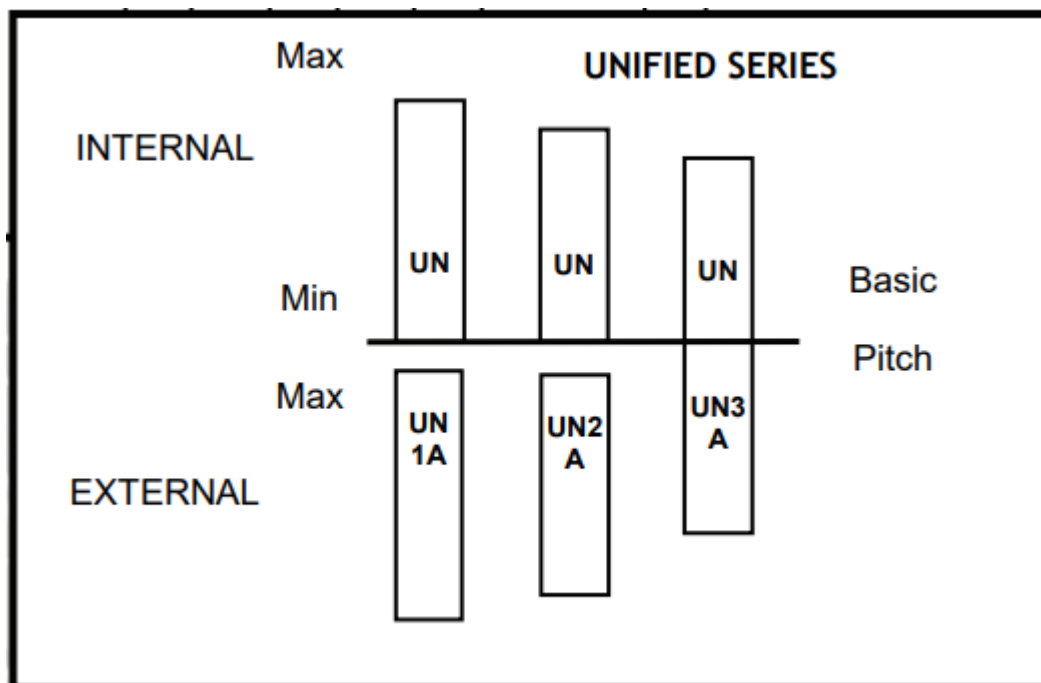 Max
UNIFIED SERIES
INTERNAL
UN
UN
UN
Min
Basic
Pitch
Max
UN
1A
UN2
A
UN3
A
EXTERNAL